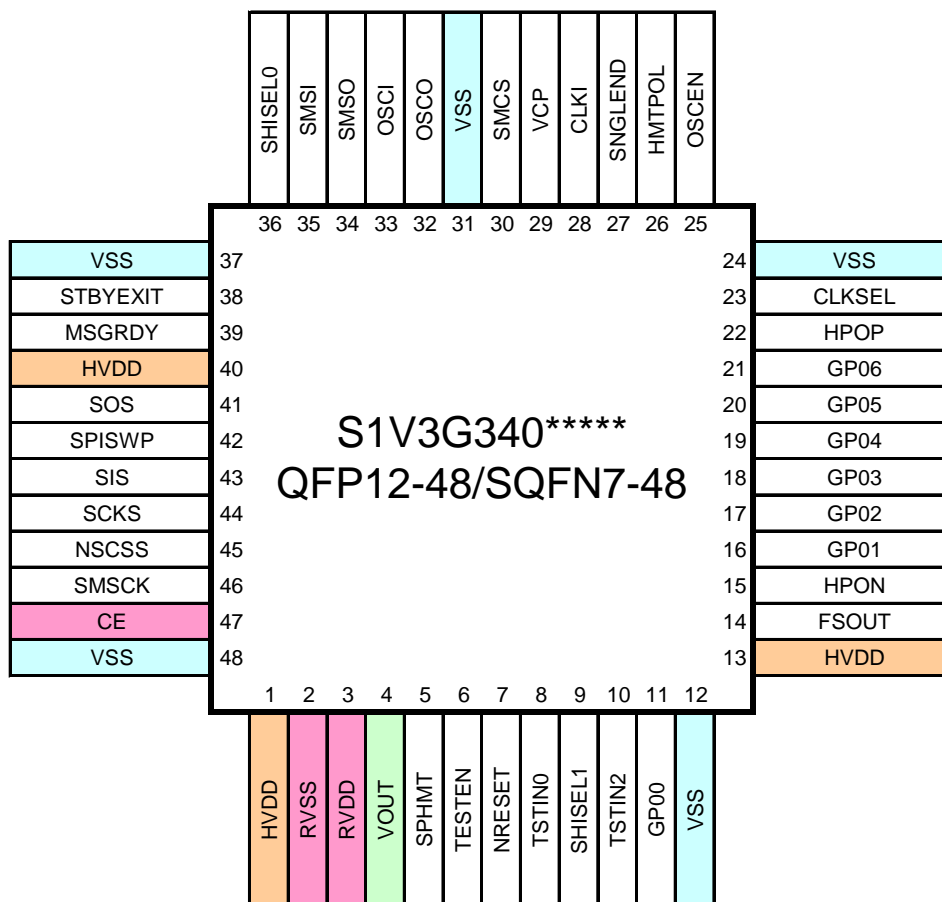 SHISEL0 SMSI SMSO OSCI OSCO VSS SMCS VCP CLKI SNGLEND HMTPOL OSCEN
36 35 34 33 32 31 30 29 28 27 26 25
VSS 37 24 VSS
STBYEXIT 38 23 CLKSEL
MSGRDY 39 22 HPOP
HVDD 40 21 GP06
SOS 41 20 GP05
SPISWP 42 19 GP04
SIS 43 18 GP03
SCKS 44 17 GP02
NSCSS 45 16 GP01
SMSCK 46 15 HPON
CE 47 14 FSOUT
VSS 48 13 HVDD
S1V3G340*****
QFP12-48/SQFN7-48
1 2 3 4 5 6 7 8 9 10 11 12
HVDD RVSS RVDD VOUT SPHMT TESTEN NRESET TSTIN0 SHISEL1 TSTIN2 GP00 VSS